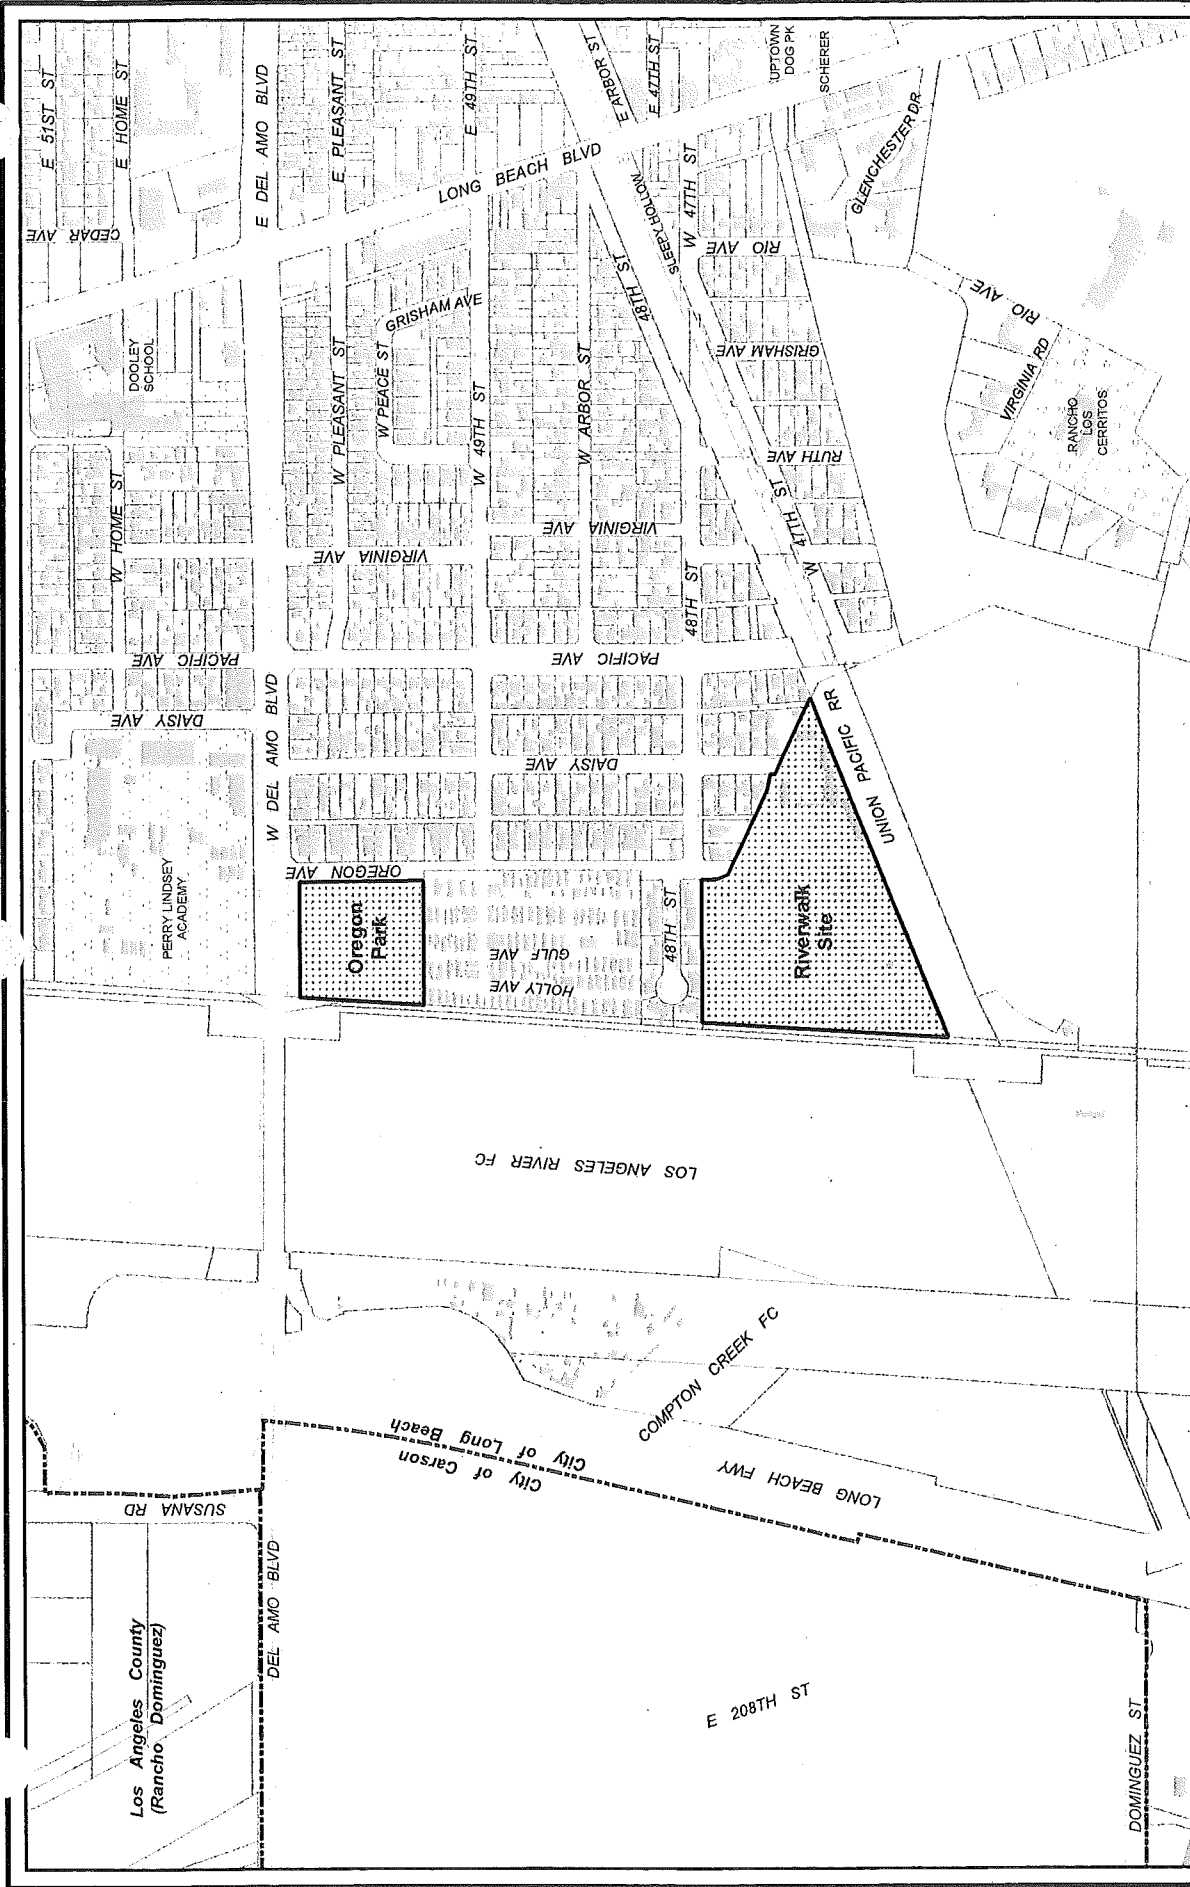 E 51ST ST
E HOME ST
E DEL AMO BLVD
E PLEASANT ST
E 49TH ST
E ARBOR ST
E 47TH ST
UPTOWN
DOG PK
SCHERER
CEDAR AVE
LONG BEACH BLVD
SLEEPY HOLLOW
W 47TH ST
GLENCHESTER DR
RIO AVE
DOOLEY
SCHOOL
GRISHAM AVE
48TH ST
GRISHAM AVE
RIO AVE
W HOME ST
W PLEASANT ST
W PEACE ST
W 49TH ST
W ARBOR ST
RUTH AVE
VIRGINIA RD
RANCHO
LOS
CERRITOS
VIRGINIA AVE
VIRGINIA AVE
W 47TH ST
48TH ST
PACIFIC AVE
PACIFIC AVE
DAISY AVE
W DEL AMO BLVD
DAISY AVE
UNION PACIFIC RR
PERRY LINDSEY
ACADEMY
OREGON AVE
Oregon
Park
GULF AVE
HOLLY AVE
48TH ST
Riverwalk
Site
LOS ANGELES RIVER FC
COMPTON CREEK FC
City of Long Beach
City of Carson
LONG BEACH FWY
SUSANA RD
DEL AMO BLVD
Los Angeles County
(Rancho Dominguez)
E 208TH ST
DOMINGUEZ ST